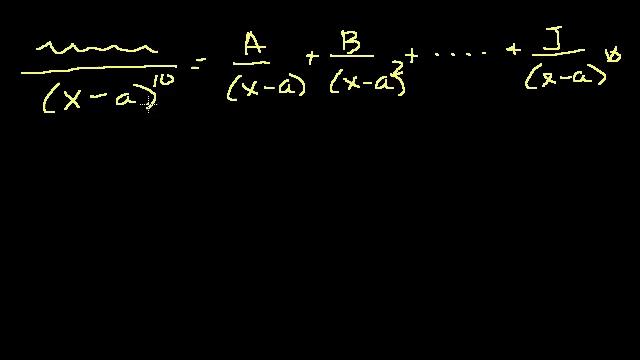 /(x-a)^10 = A/(x-a) + B/(x-a)^2 + .... + J/(x-a)^10